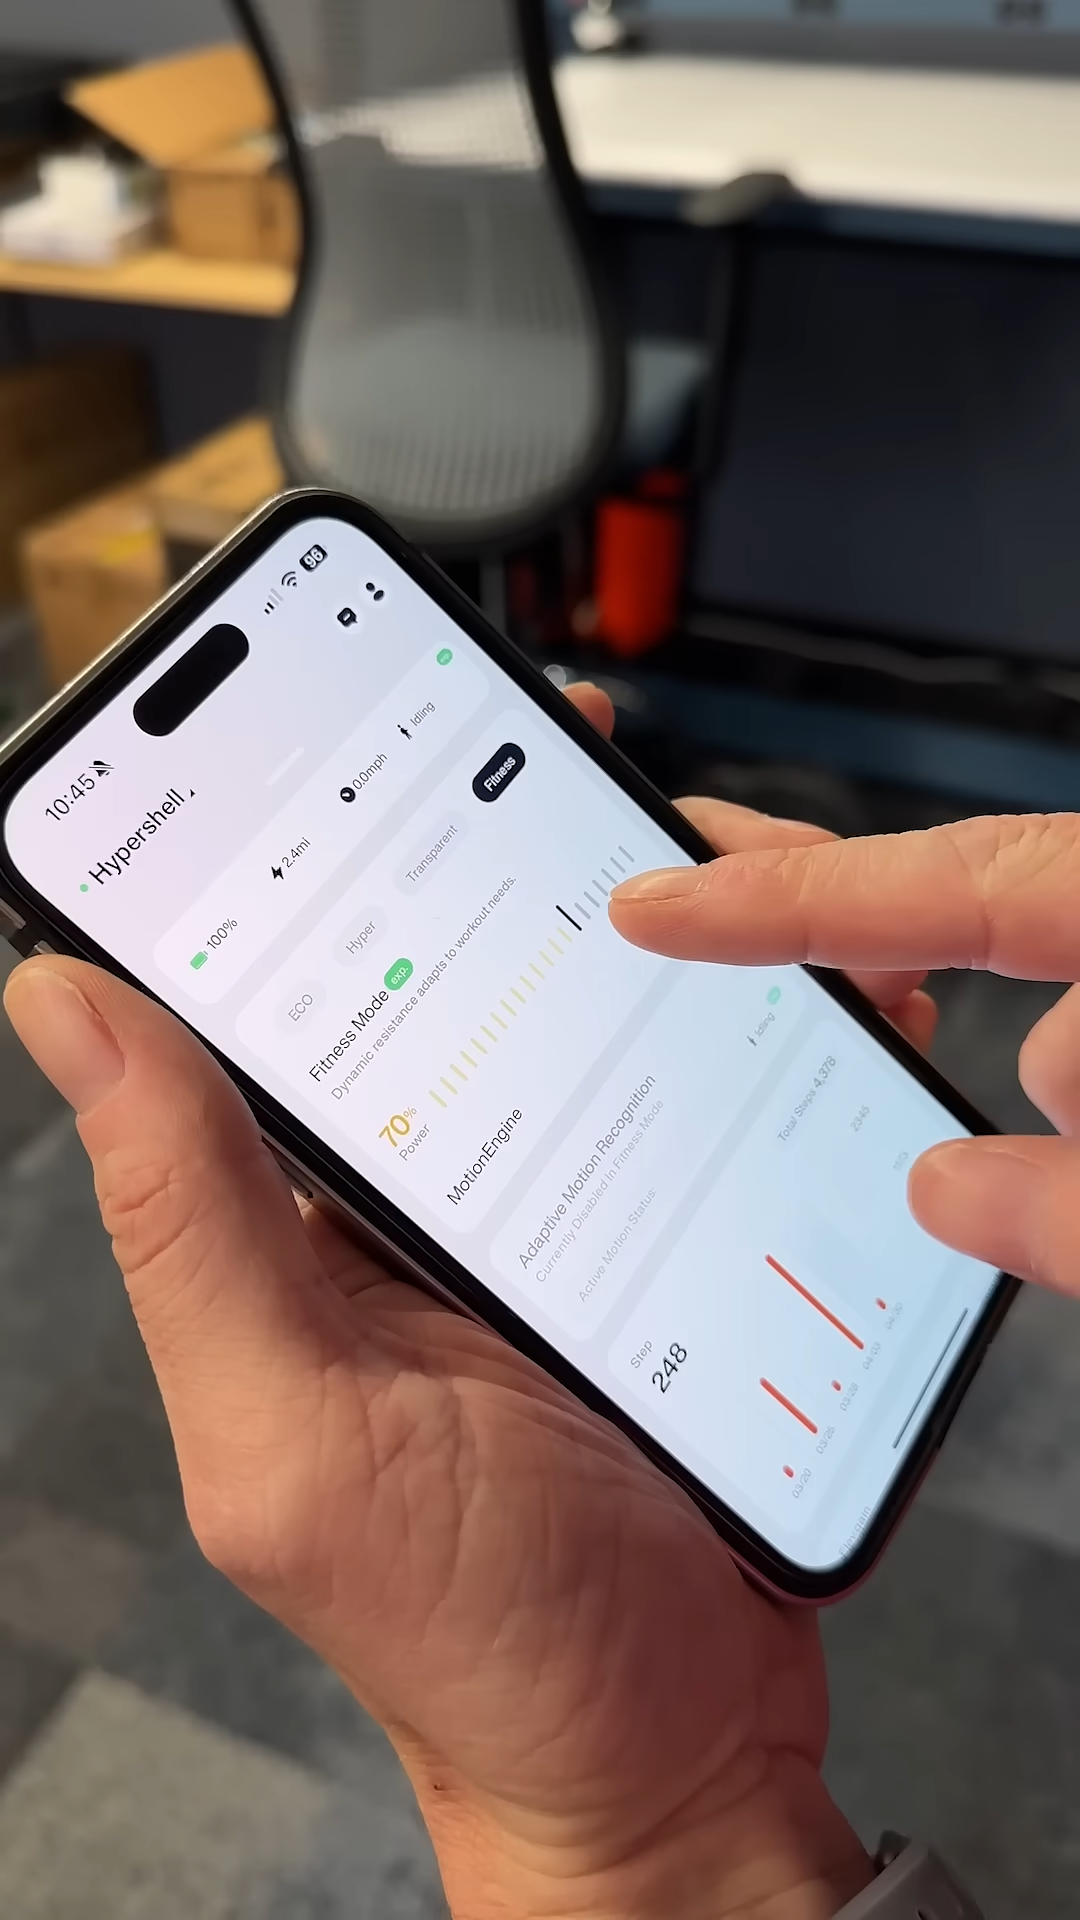 10:45
96
Hypershell
100%
2.4mi
0.0mph
Idling
ECO
Hyper
Transparent
Fitness
Fitness Mode exp.
Dynamic resistance adapts to workout needs.
70%
Power
MotionEngine
Adaptive Motion Recognition
Currently Disabled In Fitness Mode
Active Motion Status:
Idling
Step
Total Steps 4,378
248
2345
03/20
03/26
03/28
04/03